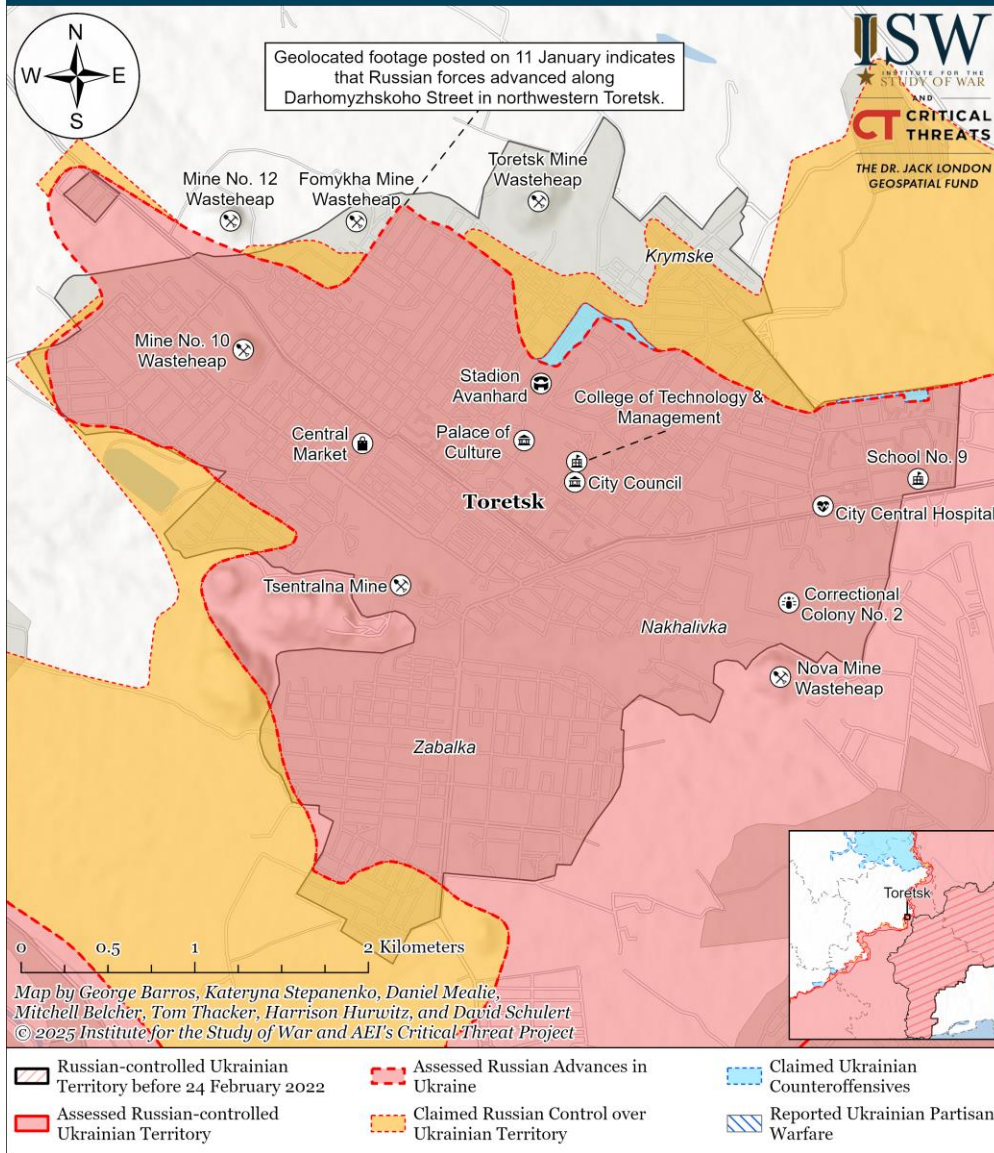 N
W
E
S
Geolocated footage posted on 11 January indicates
that Russian forces advanced along
Darhomyzhskoho Street in northwestern Toretsk.
ISW
INSTITUTE FOR THE
STUDY OF WAR
AND
CT CRITICAL
THREATS
THE DR. JACK LONDON
GEOSPATIAL FUND
Mine No. 12
Wasteheap
Fomykha Mine
Wasteheap
Toretsk Mine
Wasteheap
Krymske
Mine No. 10
Wasteheap
Stadion
Avanhard
College of Technology &
Management
Central
Market
Palace of
Culture
School No. 9
City Council
Toretsk
City Central Hospital
Tsentralna Mine
Correctional
Colony No. 2
Nakhalivka
Nova Mine
Wasteheap
Zabalka
Toretsk
0 0.5 1 2 Kilometers
Map by George Barros, Kateryna Stepanenko, Daniel Mealie,
Mitchell Belcher, Tom Thacker, Harrison Hurwitz, and David Schulert
© 2025 Institute for the Study of War and AEI's Critical Threat Project
Russian-controlled Ukrainian
Territory before 24 February 2022
Assessed Russian-controlled
Ukrainian Territory
Assessed Russian Advances in
Ukraine
Claimed Russian Control over
Ukrainian Territory
Claimed Ukrainian
Counteroffensives
Reported Ukrainian Partisan
Warfare